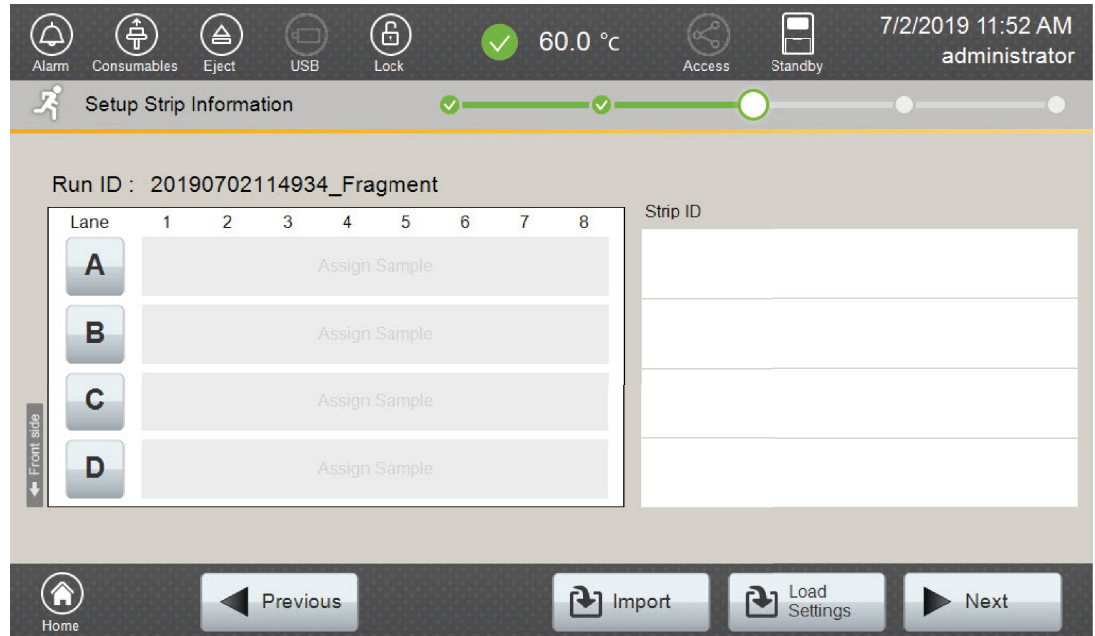 Alarm Consumables Eject USB Lock 60.0 °c Access Standby 7/2/2019 11:52 AM
administrator
Setup Strip Information
Run ID : 20190702114934_Fragment
Strip ID
Lane 1 2 3 4 5 6 7 8
A Assign Sample
B Assign Sample
C Assign Sample
D Assign Sample
Front side
Home Previous Import Load Settings Next